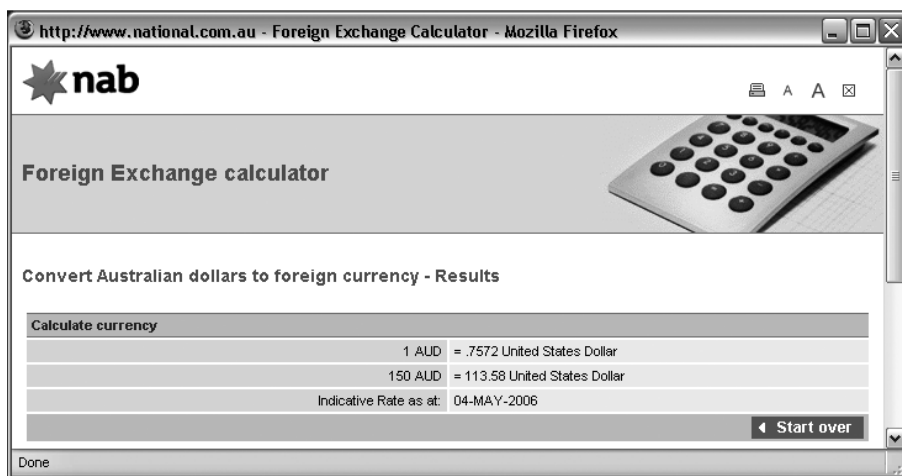 http://www.national.com.au - Foreign Exchange Calculator - Mozilla Firefox
nab
A A
Foreign Exchange calculator
Convert Australian dollars to foreign currency - Results
Calculate currency
1 AUD = .7572 United States Dollar
150 AUD = 113.58 United States Dollar
Indicative Rate as at: 04-MAY-2006
Start over
Done